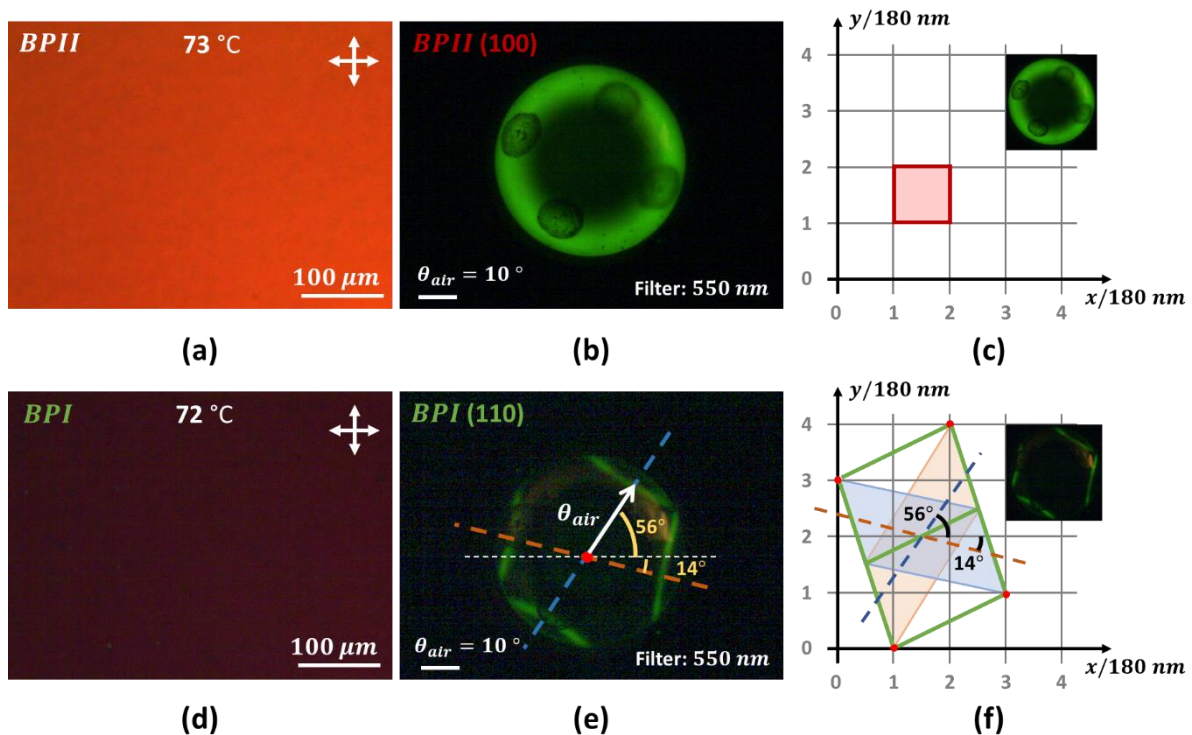 BPII 73 °C
100 μm
(a)
BPII (100)
θair = 10 °
Filter: 550 nm
(b)
y/180 nm
4
3
2
1
0
0 1 2 3 4
x/180 nm
(c)
BPI 72 °C
100 μm
(d)
BPI (110)
θair
56°
14°
θair = 10 °
Filter: 550 nm
(e)
y/180 nm
4
3
2
1
0
56°
14°
0 1 2 3 4
x/180 nm
(f)